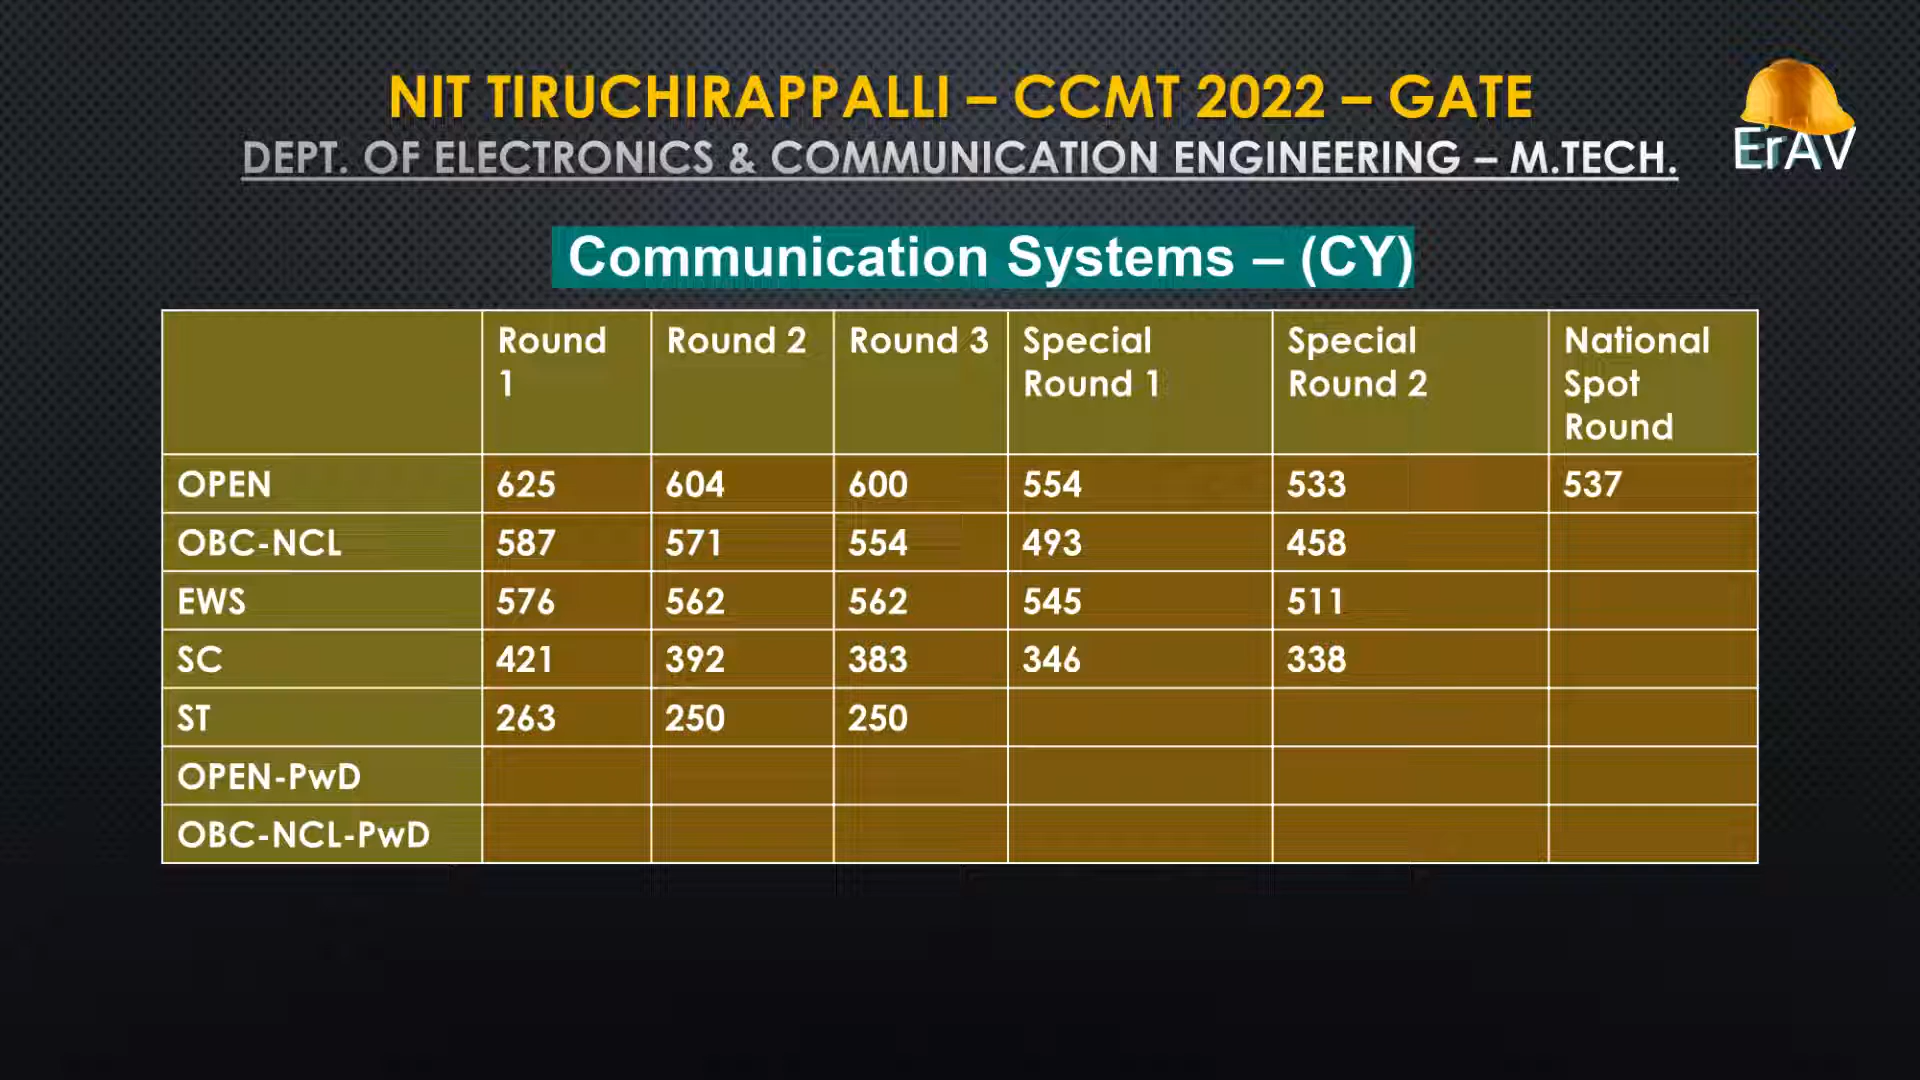 NIT TIRUCHIRAPPALLI – CCMT 2022 – GATE
DEPT. OF ELECTRONICS & COMMUNICATION ENGINEERING – M.TECH.
ErAV
Communication Systems – (CY)
Round 1 Round 2 Round 3 Special Round 1 Special Round 2 National Spot Round
OPEN 625 604 600 554 533 537
OBC-NCL 587 571 554 493 458
EWS 576 562 562 545 511
SC 421 392 383 346 338
ST 263 250 250
OPEN-PwD
OBC-NCL-PwD